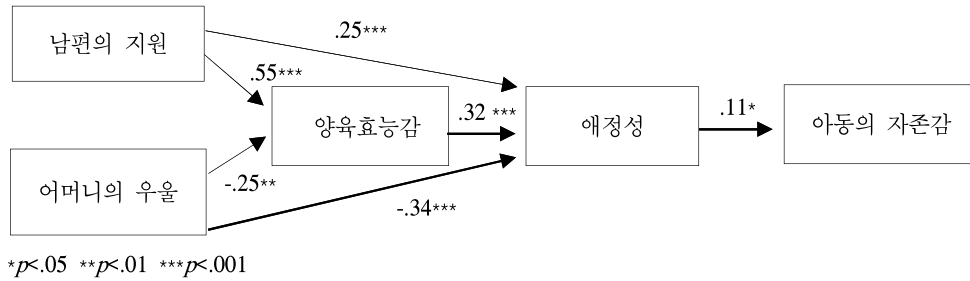 남편의 지원
.25***
.55***
양육효능감
.32 ***
애정성
.11*
아동의 자존감
어머니의 우울
-.25**
-.34***
*p<.05 **p<.01 ***p<.001